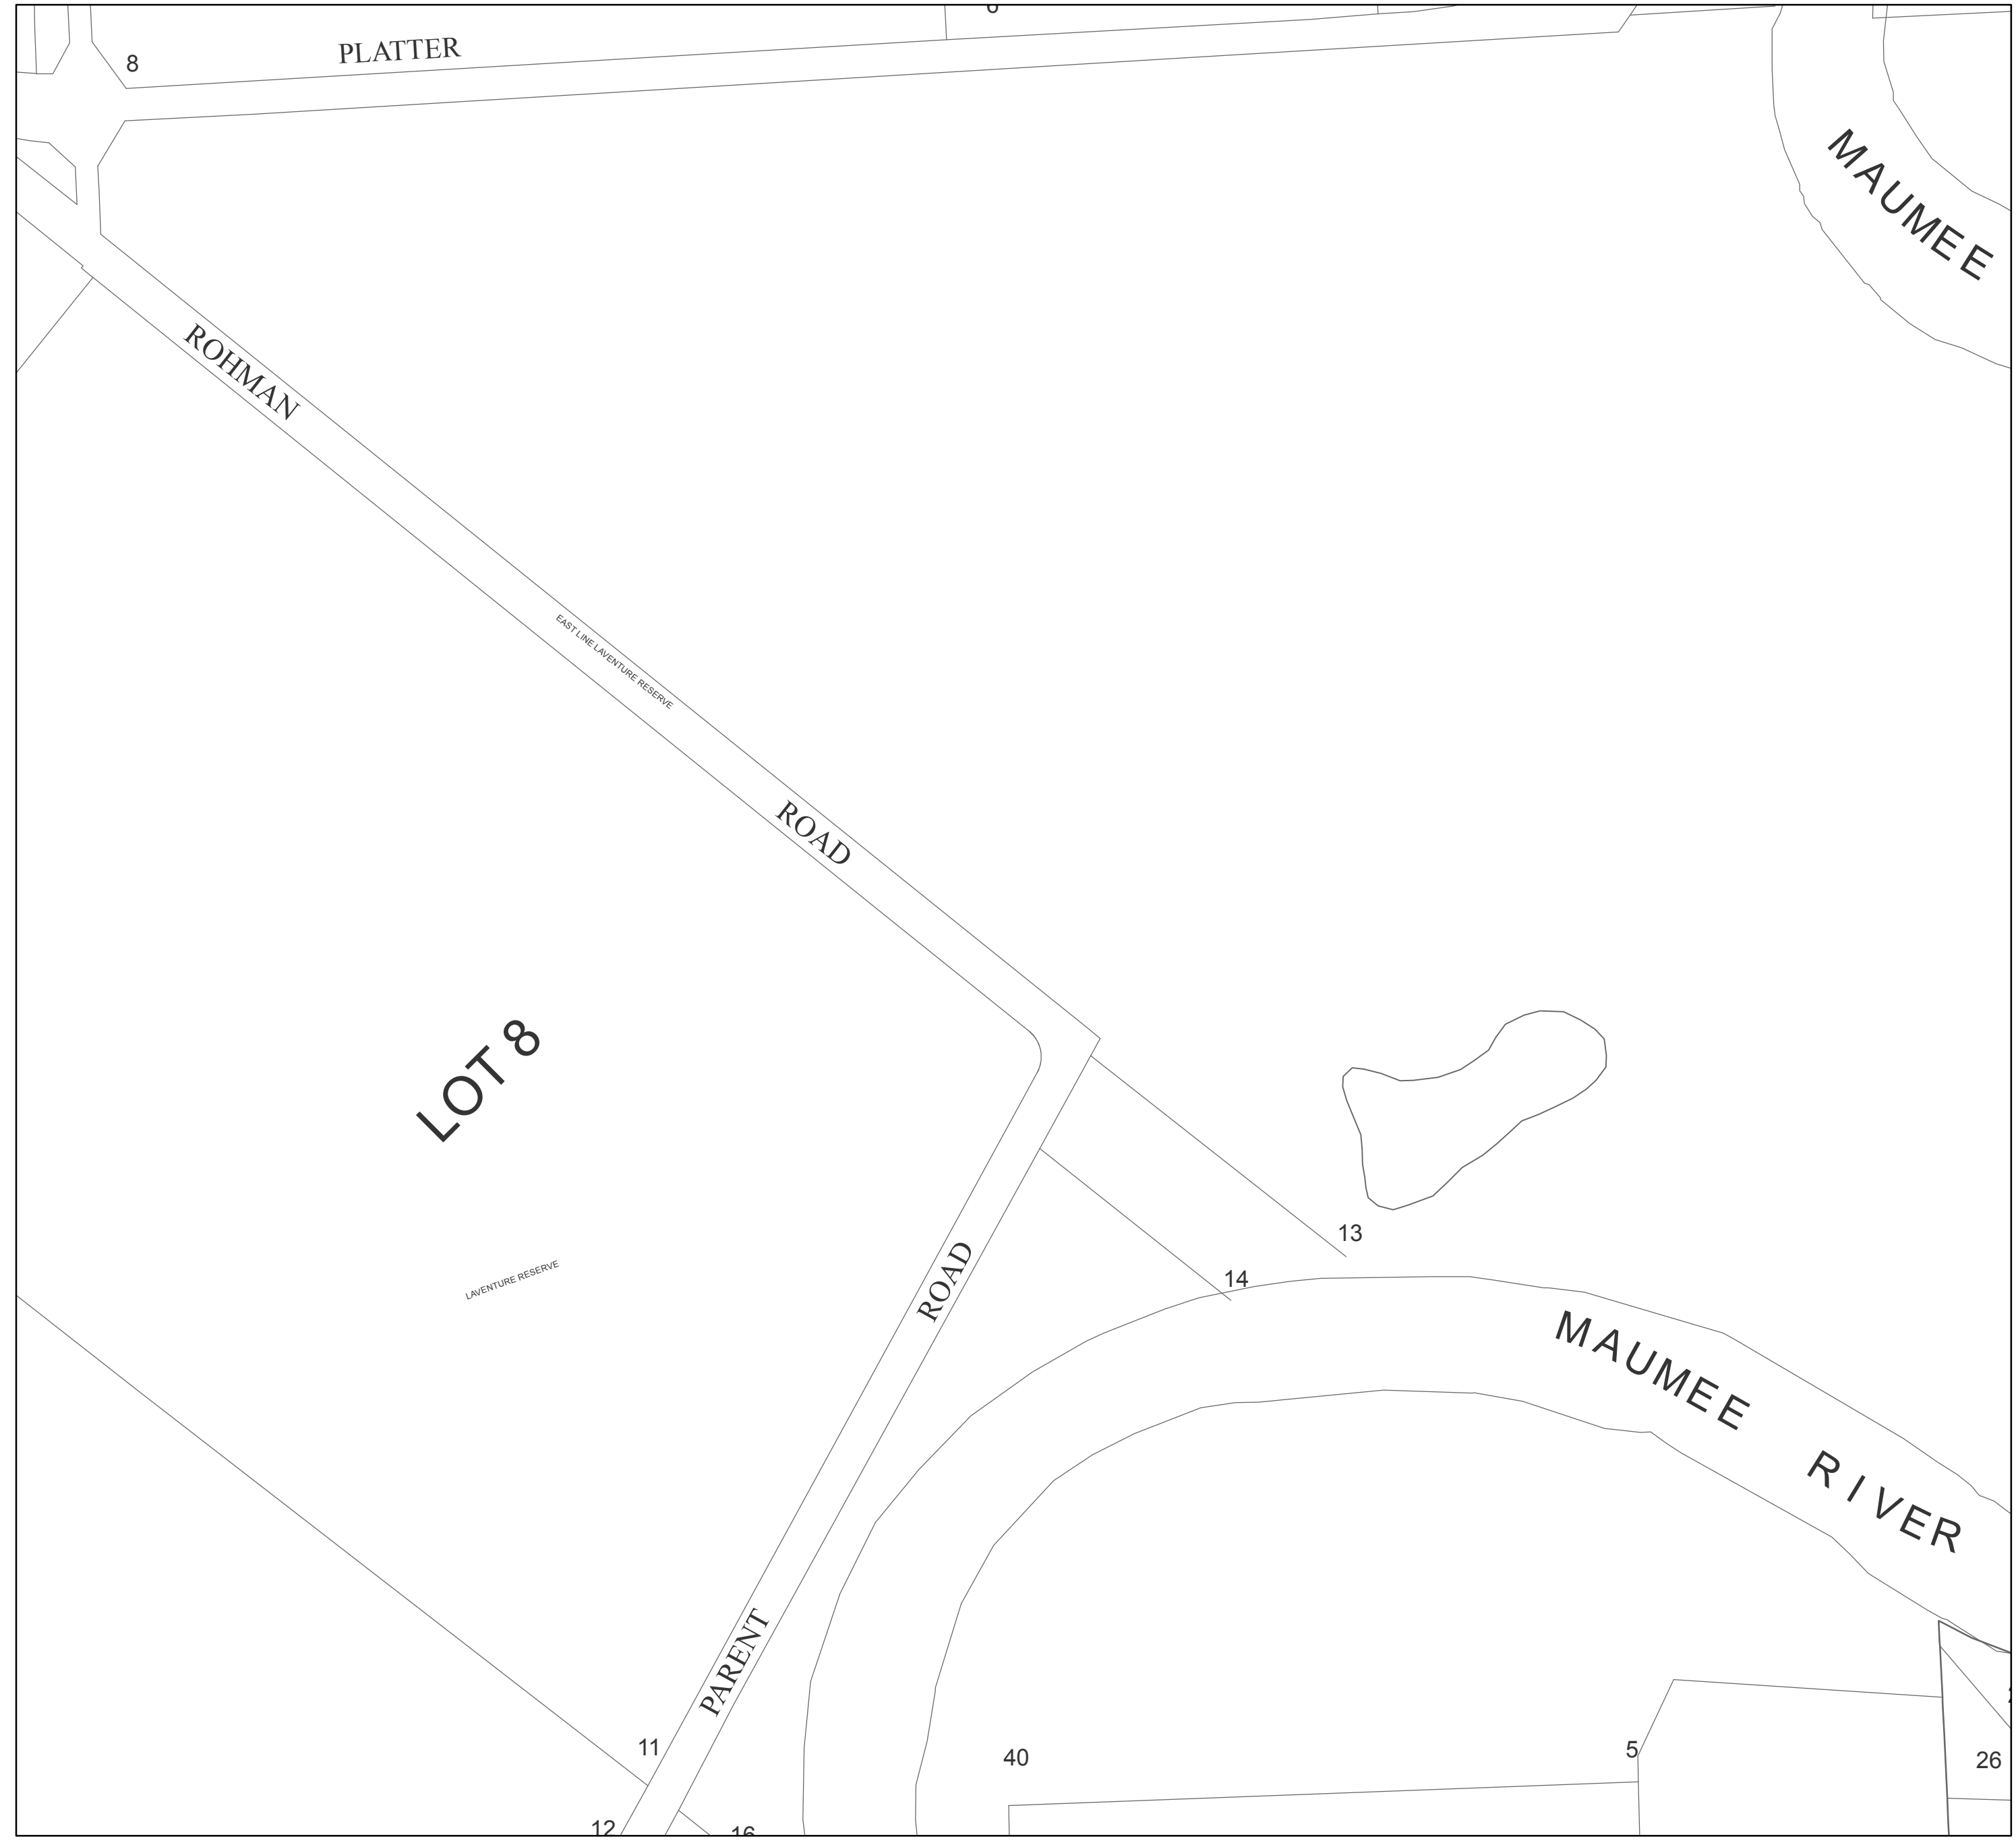 6
8
PLATTER
MAUMEE
ROHMAN
EAST LINE LAVENTURE RESERVE
ROAD
LOT 8
13
14
LAVENTURE RESERVE
ROAD
MAUMEE RIVER
PARENT
11
40
5
26
12
16